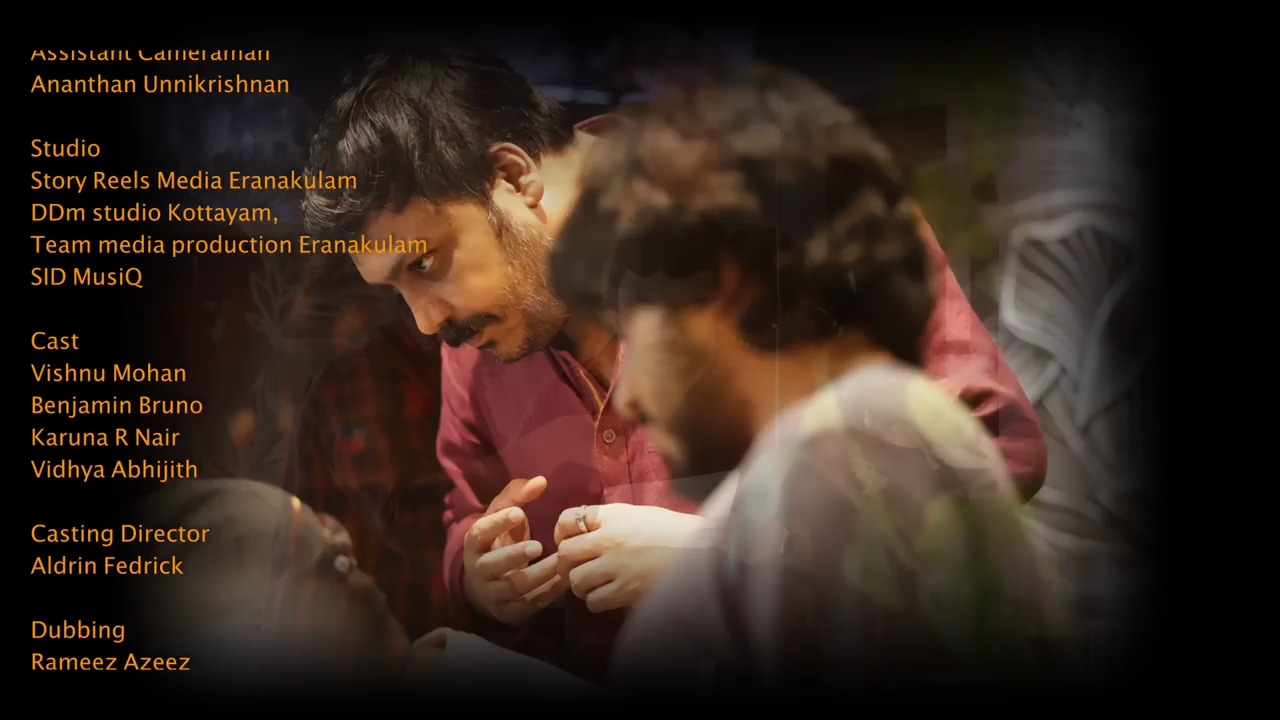 Assistant Cameraman
Ananthan Unnikrishnan
Studio
Story Reels Media Eranakulam
DDm studio Kottayam,
Team media production Eranakulam
SID MusiQ
Cast
Vishnu Mohan
Benjamin Bruno
Karuna R Nair
Vidhya Abhijith
Casting Director
Aldrin Fedrick
Dubbing
Rameez Azeez